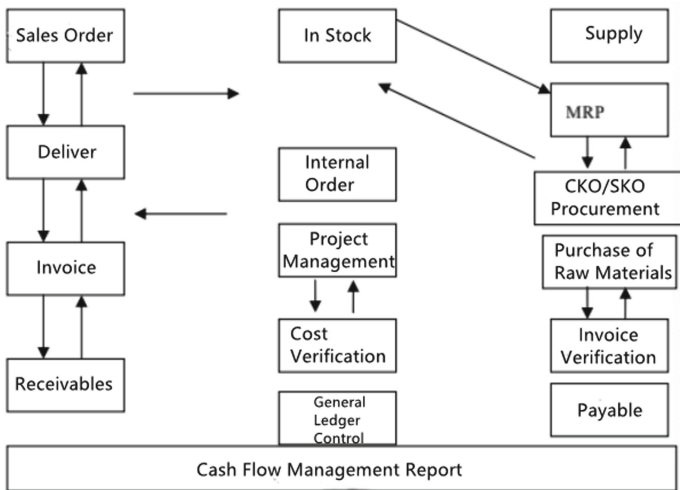 Sales Order
In Stock
Supply
MRP
Deliver
Internal
Order
CKO/SKO
Procurement
Project
Management
Invoice
Purchase of
Raw Materials
Cost
Verification
Invoice
Verification
Receivables
General
Ledger
Control
Payable
Cash Flow Management Report